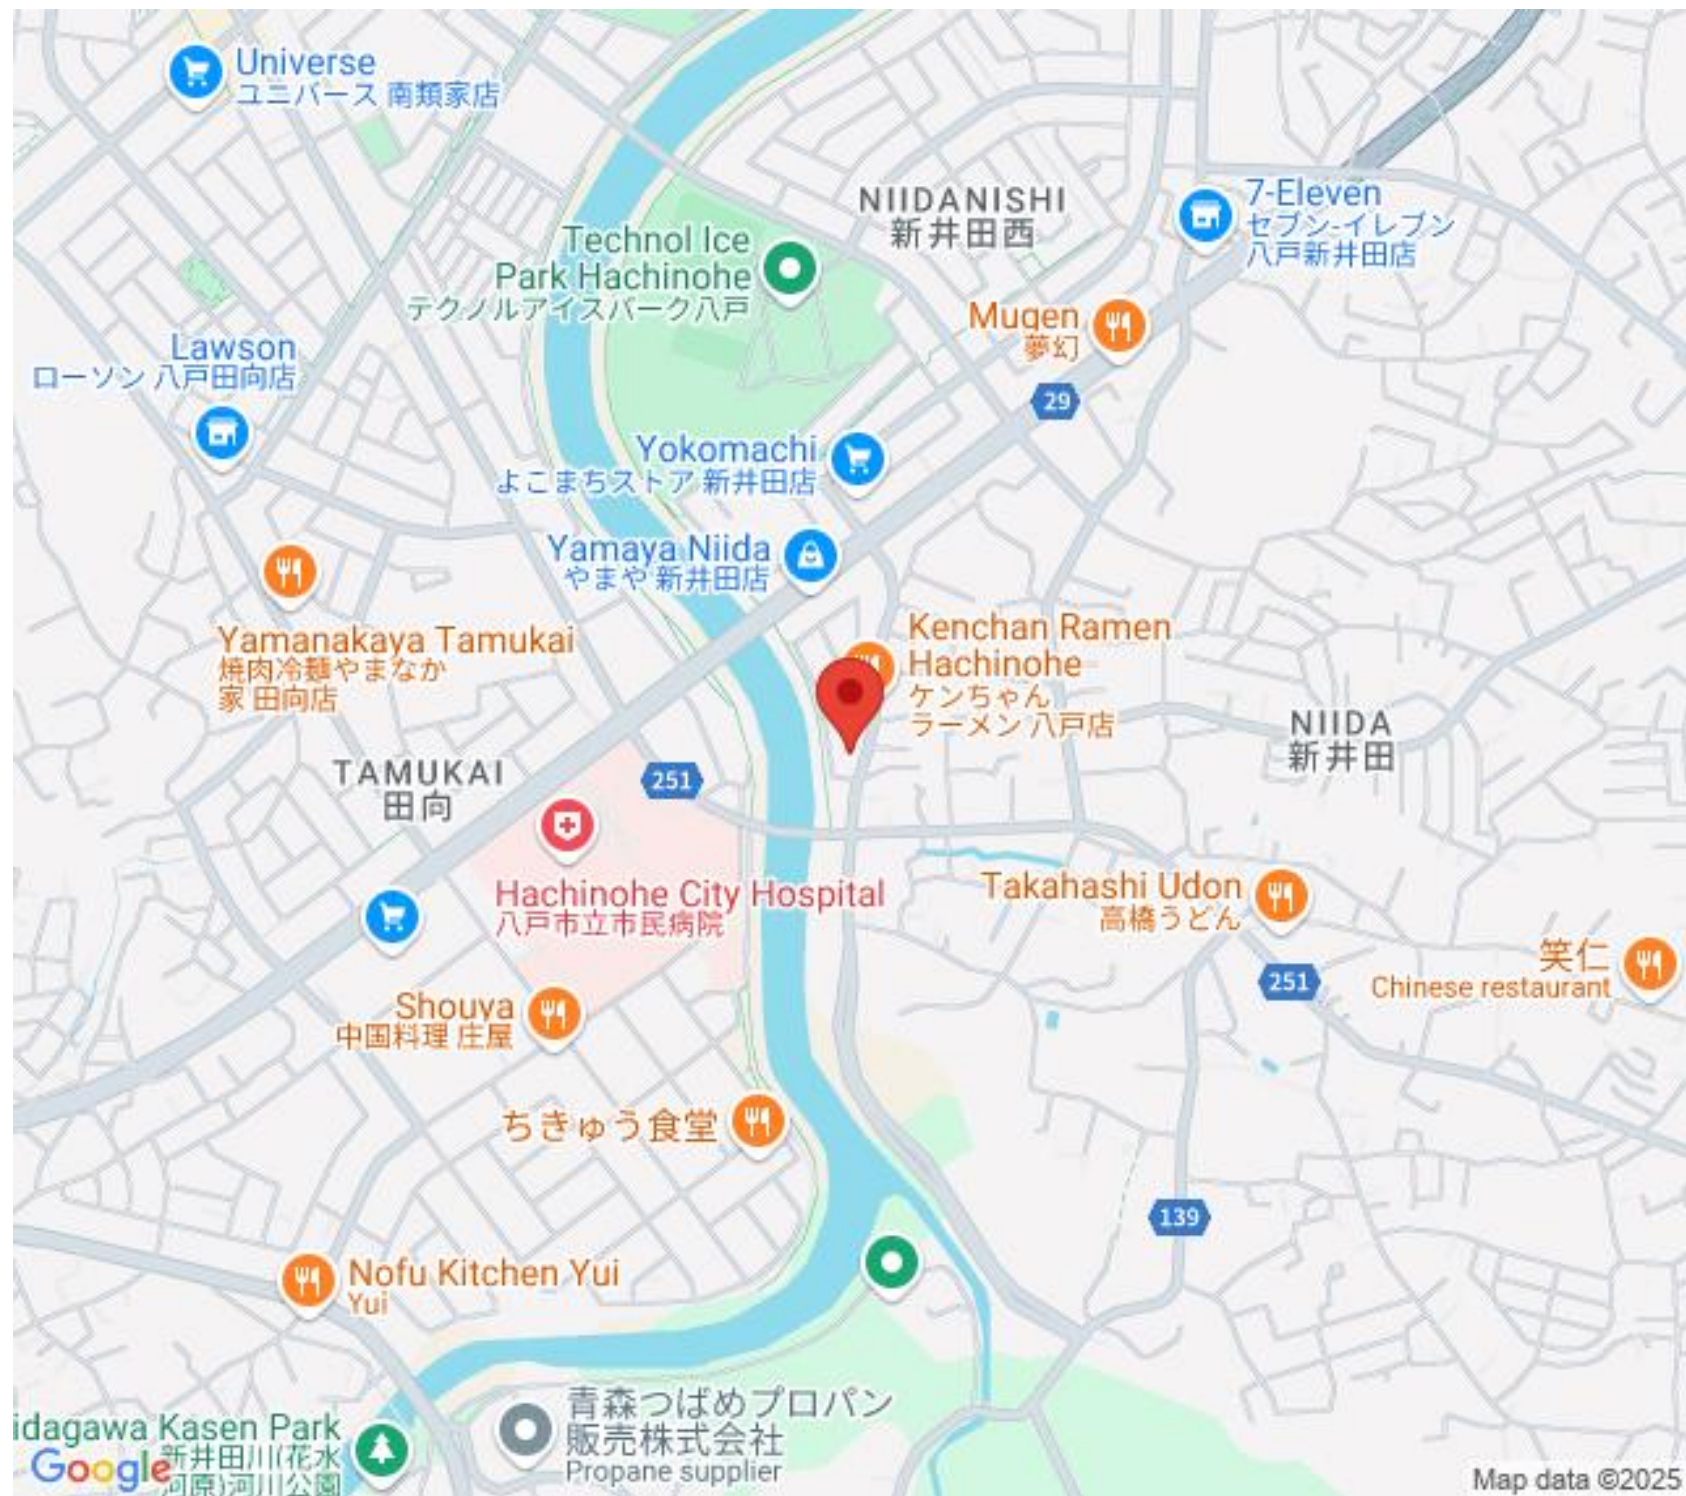 Universe
ユニバース 南類家店
NIIDANISHI
新井田西
7-Eleven
セブン-イレブン
八戸新井田店
Technol Ice
Park Hachinohe
テクノルアイスパーク八戸
Mugen
夢幻
Lawson
ローソン 八戸田向店
29
Yokomachi
よこまちストア 新井田店
Yamaya Niida
やまや 新井田店
Yamanakaya Tamukai
焼肉冷麺やまなか
家 田向店
Kenchan Ramen
Hachinohe
ケンちゃん
ラーメン 八戸店
NIIDA
新井田
TAMUKAI
田向
251
Hachinohe City Hospital
八戸市立市民病院
Takahashi Udon
高橋うどん
笑仁
Chinese restaurant
251
Shouya
中国料理 庄屋
ちきゅう食堂
139
Nofu Kitchen Yui
Yui
青森つばめプロパン
販売株式会社
Propane supplier
idagawa Kasen Park
新井田川(花水
河原)河川公園
Google
Map data ©2025